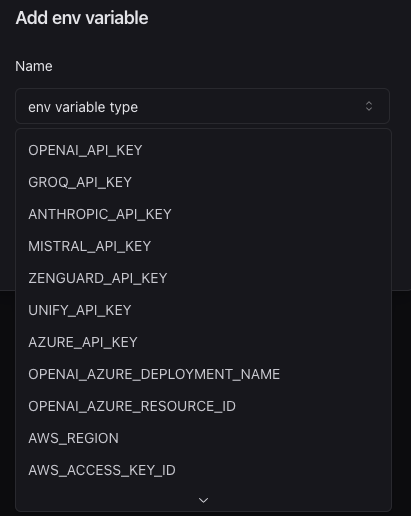 Add env variable
Name
env variable type
OPENAI_API_KEY
GROQ_API_KEY
ANTHROPIC_API_KEY
MISTRAL_API_KEY
ZENGUARD_API_KEY
UNIFY_API_KEY
AZURE_API_KEY
OPENAI_AZURE_DEPLOYMENT_NAME
OPENAI_AZURE_RESOURCE_ID
AWS_REGION
AWS_ACCESS_KEY_ID